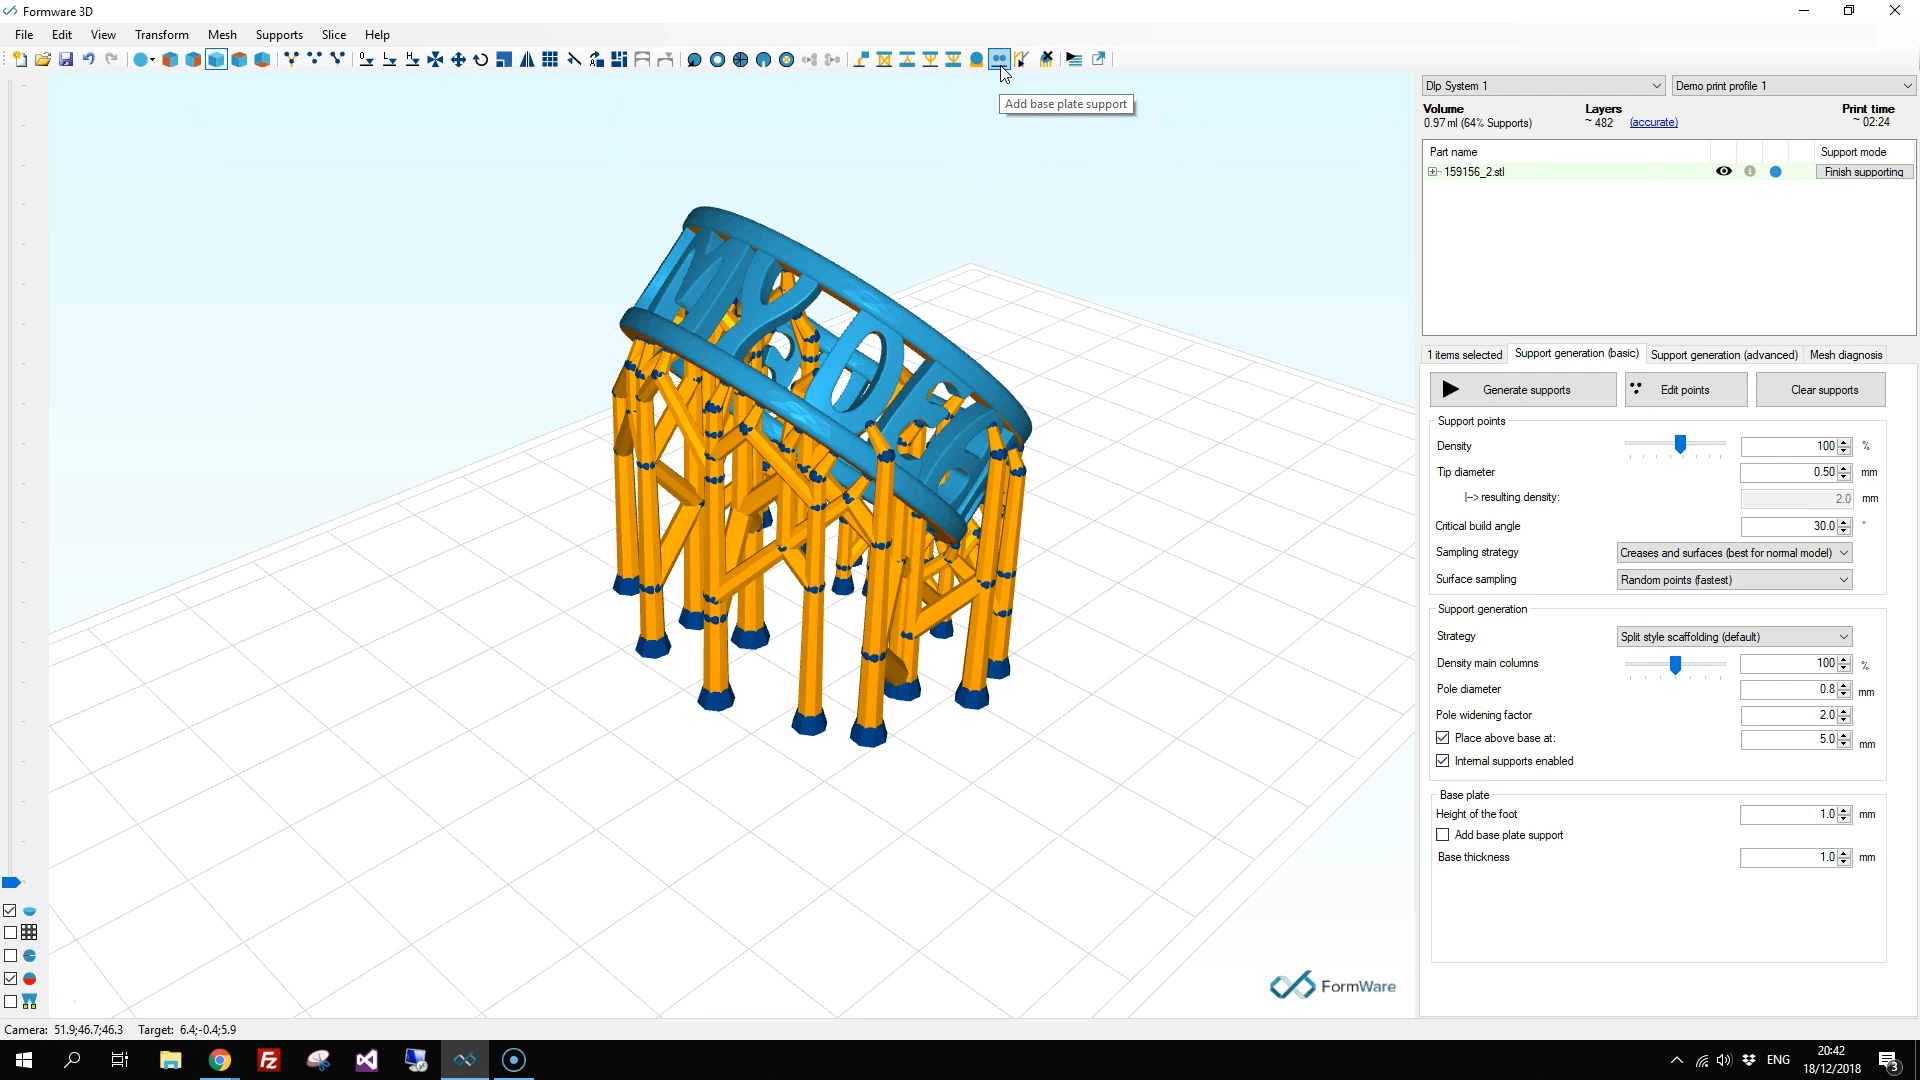 Formware 3D
File Edit View Transform Mesh Supports Slice Help
Add base plate support
Dlp System 1 Demo print profile 1
Volume Layers Print time
0.97 ml (64% Supports) ~ 482 (accurate) ~ 02:24
Part name Support mode
159156_2.stl Finish supporting
1 items selected Support generation (basic) Support generation (advanced) Mesh diagnosis
Generate supports Edit points Clear supports
Support points
Density 100 %
Tip diameter 0.50 mm
|--> resulting density: 2.0 mm
Critical build angle 30.0 °
Sampling strategy Creases and surfaces (best for normal model)
Surface sampling Random points (fastest)
Support generation
Strategy Split style scaffolding (default)
Density main columns 100 %
Pole diameter 0.8 mm
Pole widening factor 2.0
Place above base at: 5.0 mm
Internal supports enabled
Base plate
Height of the foot 1.0 mm
Add base plate support
Base thickness 1.0 mm
FormWare
Camera: 51.9;46.7;46.3 Target: 6.4;-0.4;5.9
ENG 20:42
18/12/2018 3